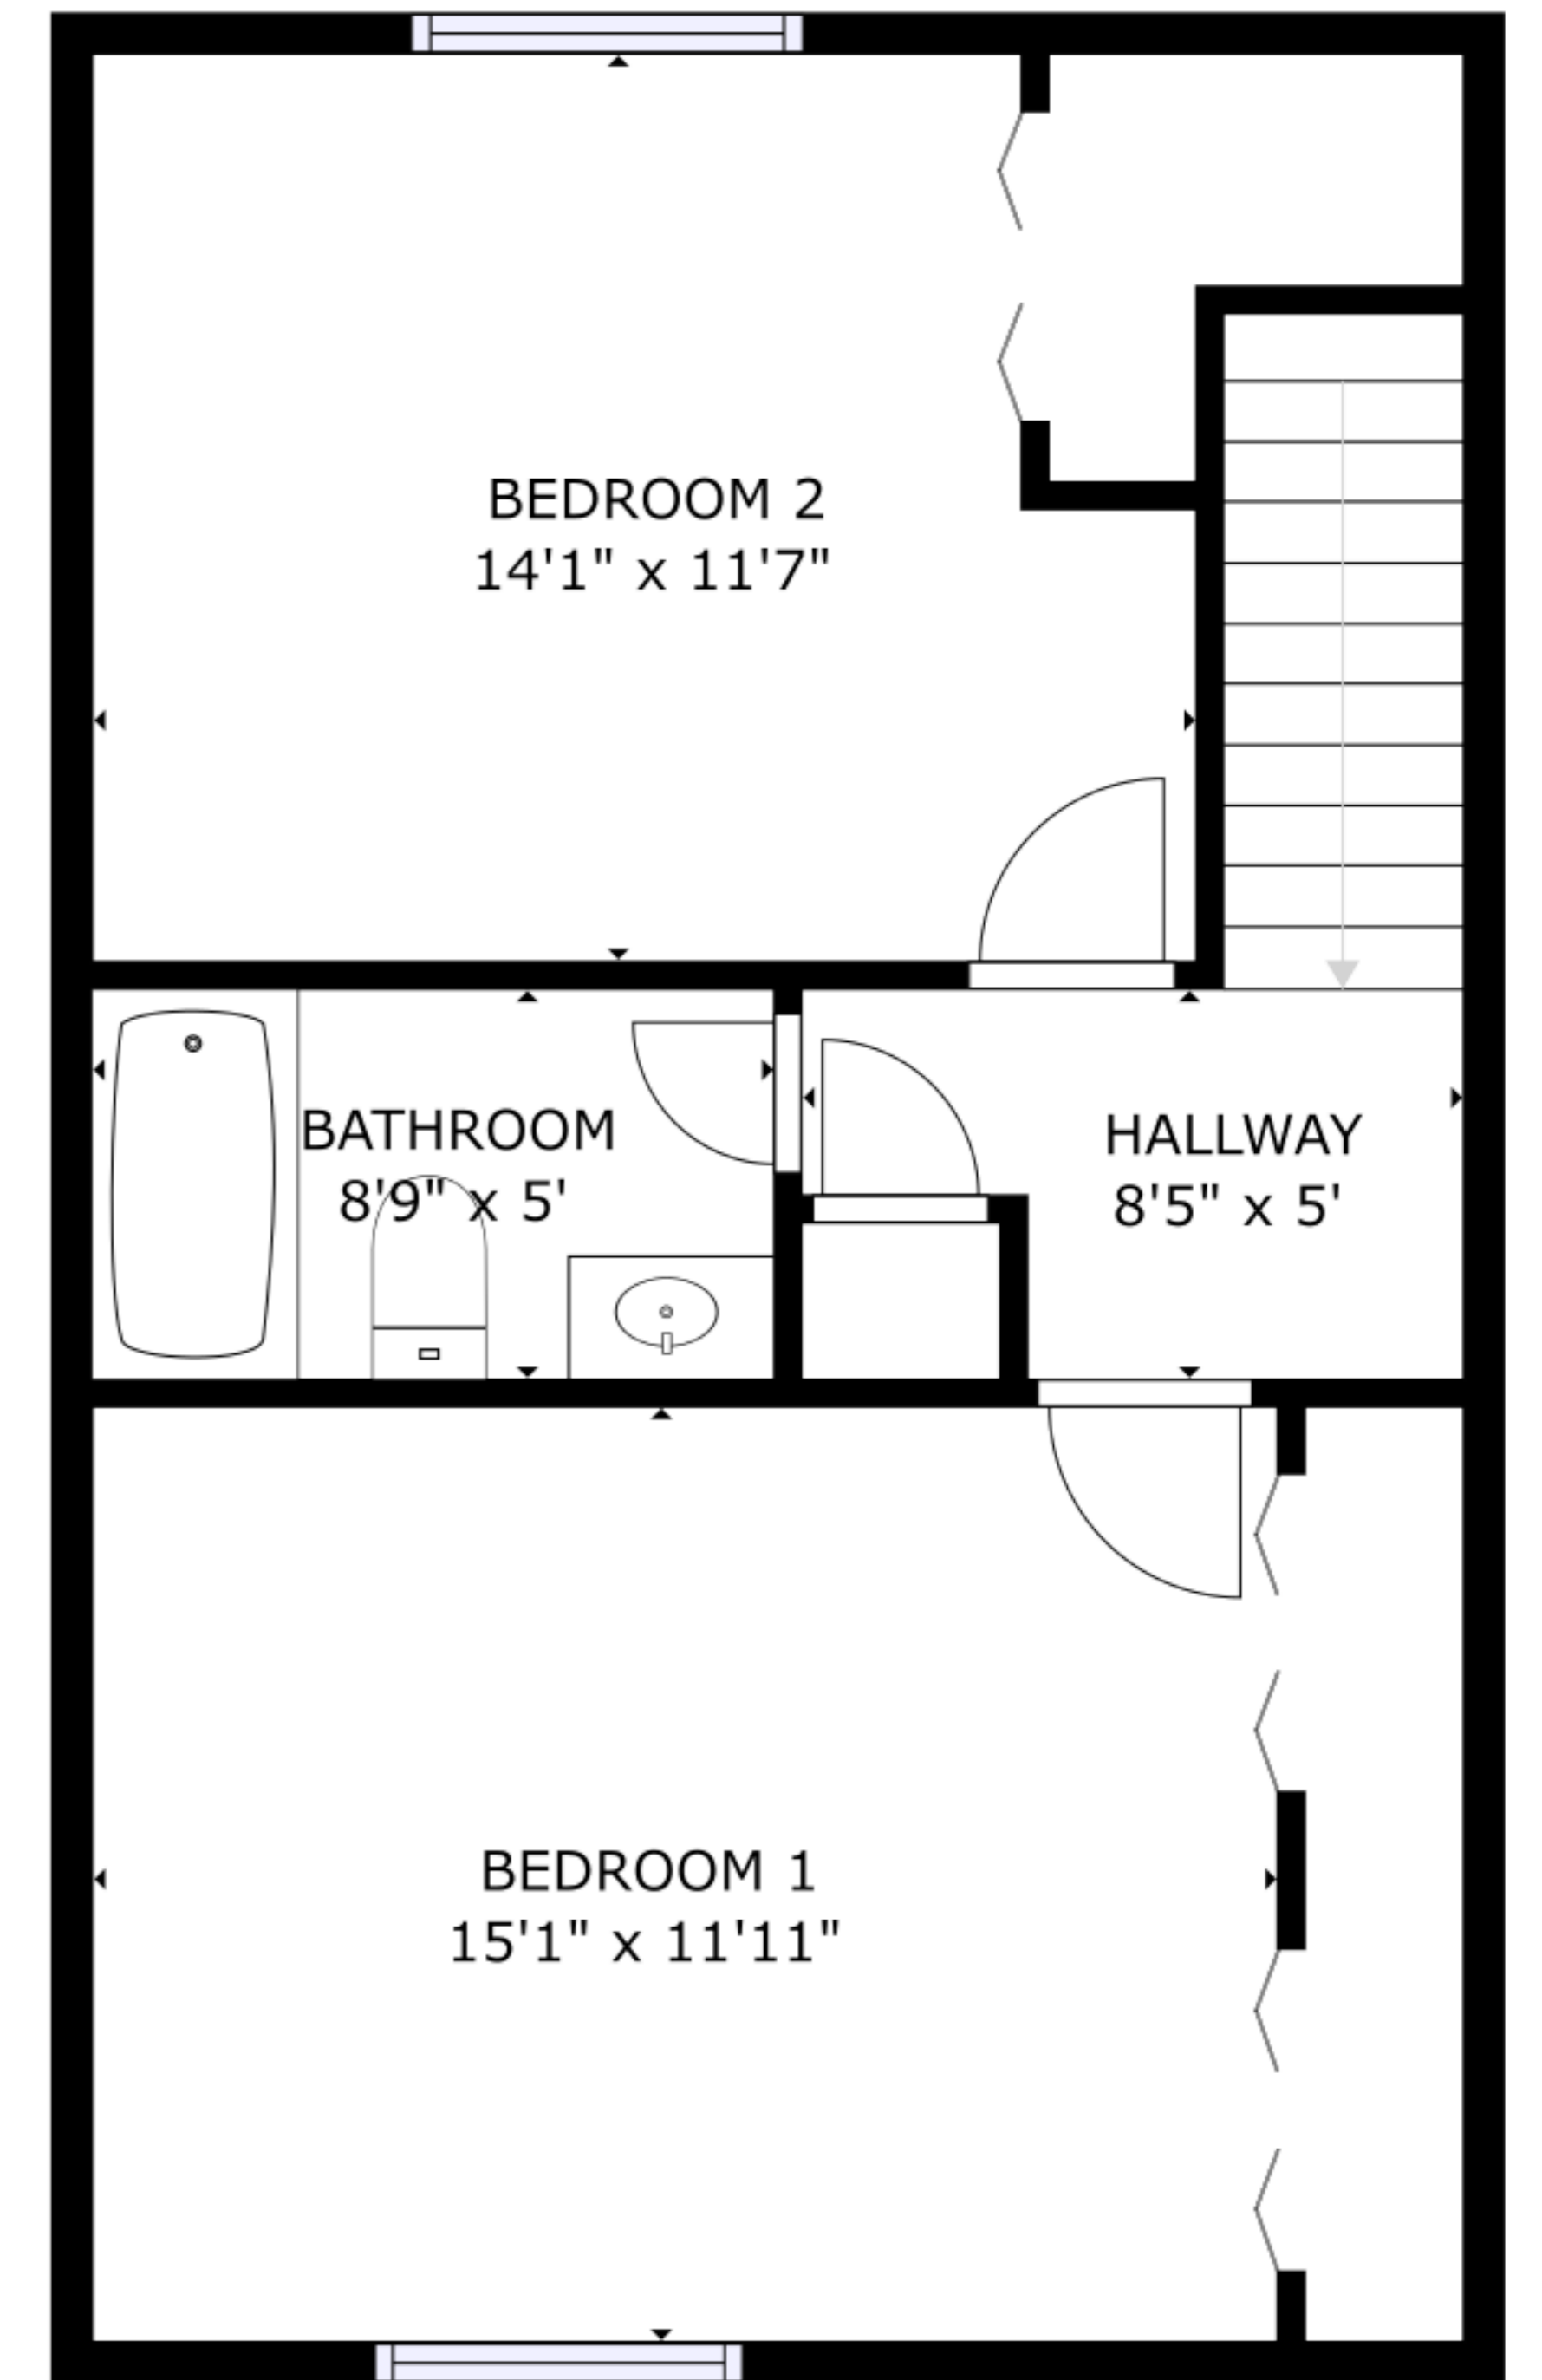 BEDROOM 2
14'1" x 11'7"
BATHROOM
8'9" x 5'
HALLWAY
8'5" x 5'
BEDROOM 1
15'1" x 11'11"